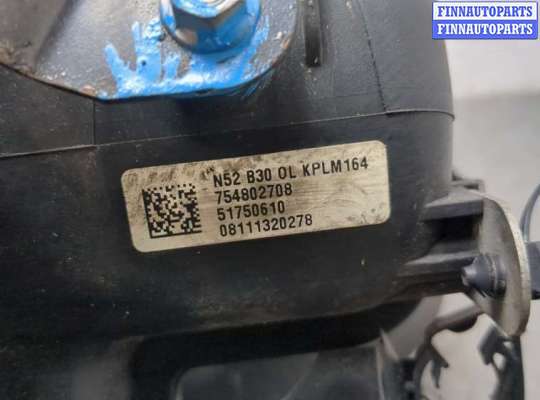 FINNAUTOPARTS
FINNAUTOPARTS
N52 B30 OL KPLM164
754802708
51750610
08111320278